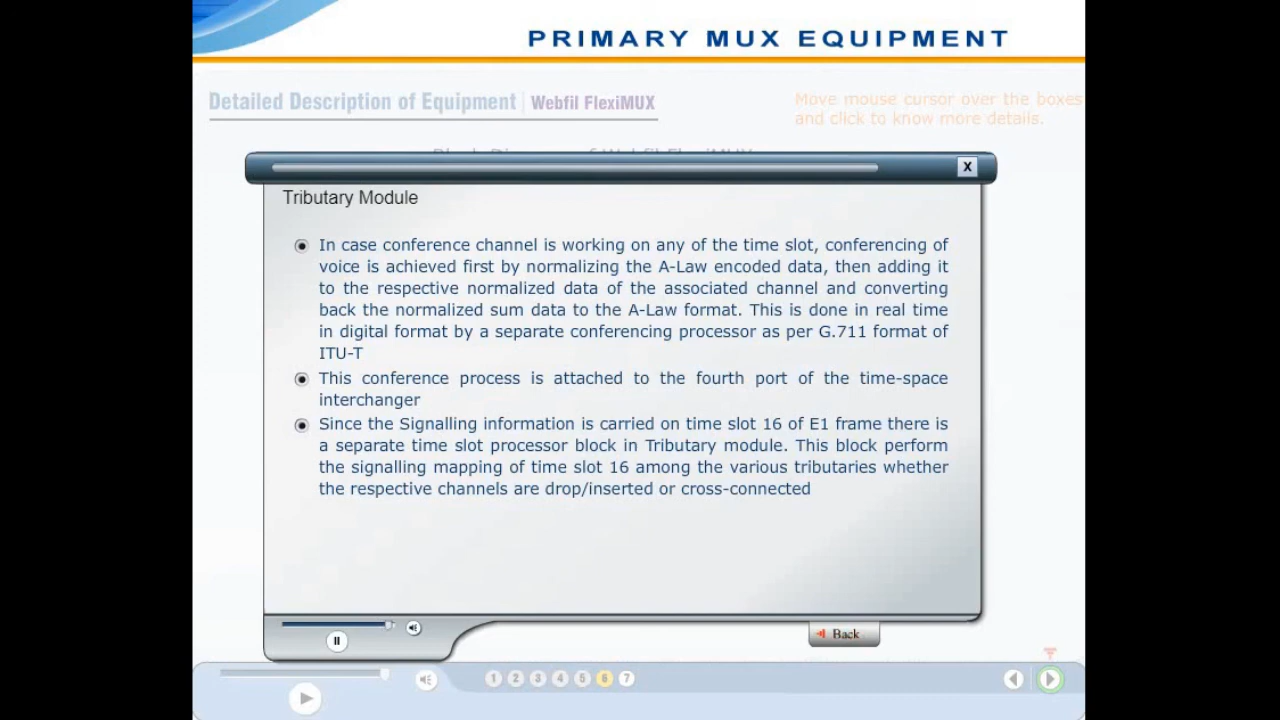 PRIMARY MUX EQUIPMENT
Detailed Description of Equipment | Webfil FlexiMUX
Move mouse cursor over the boxes
and click to know more details.
Block Diagram of Webfil FlexiMUX
X
Tributary Module
In case conference channel is working on any of the time slot, conferencing of
voice is achieved first by normalizing the A-Law encoded data, then adding it
to the respective normalized data of the associated channel and converting
back the normalized sum data to the A-Law format. This is done in real time
in digital format by a separate conferencing processor as per G.711 format of
ITU-T
This conference process is attached to the fourth port of the time-space
interchanger
Since the Signalling information is carried on time slot 16 of E1 frame there is
a separate time slot processor block in Tributary module. This block perform
the signalling mapping of time slot 16 among the various tributaries whether
the respective channels are drop/inserted or cross-connected
Back
1 2 3 4 5 6 7